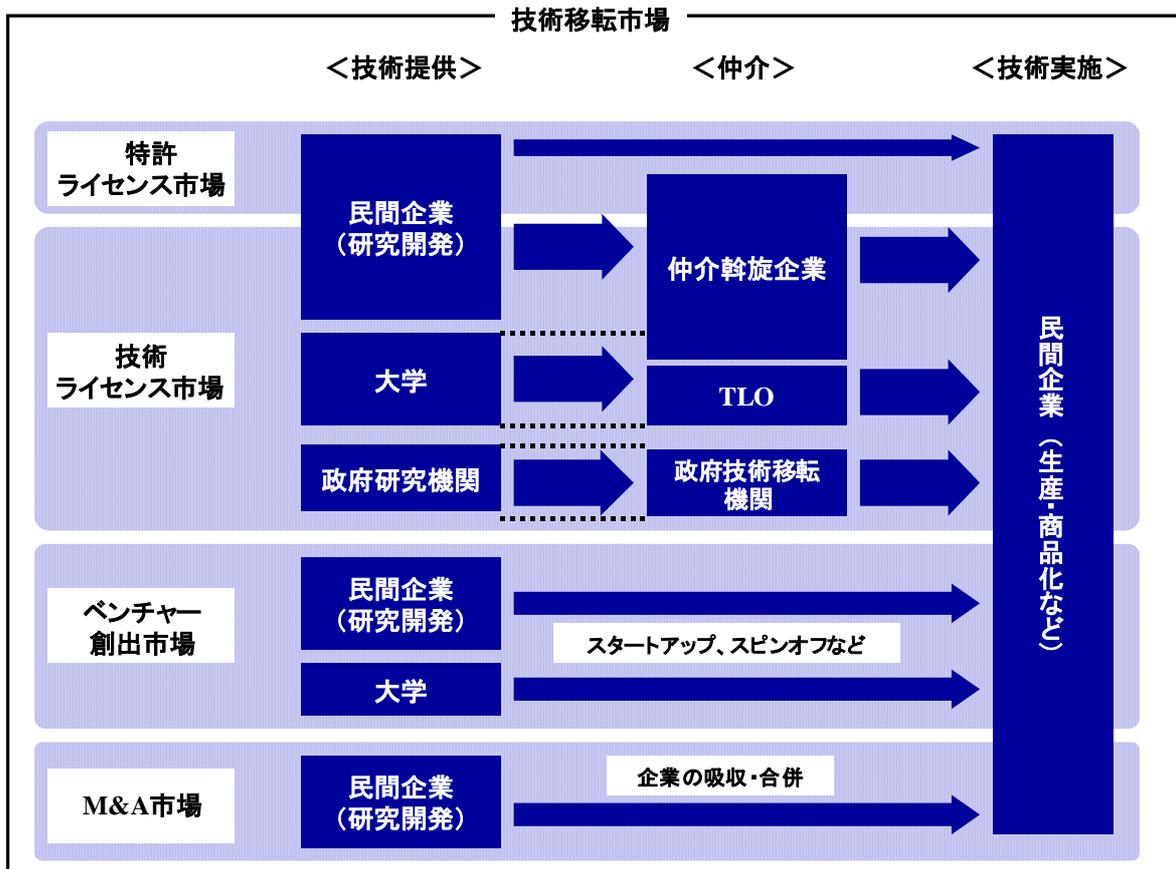 技術移転市場
＜技術提供＞
＜仲介＞
＜技術実施＞
特許
ライセンス市場
民間企業
（研究開発）
仲介斡旋企業
技術
ライセンス市場
大学
TLO
政府研究機関
政府技術移転
機関
民間企業（生産・商品化など）
ベンチャー
創出市場
民間企業
（研究開発）
スタートアップ、スピンオフなど
大学
M&A市場
民間企業
（研究開発）
企業の吸収・合併